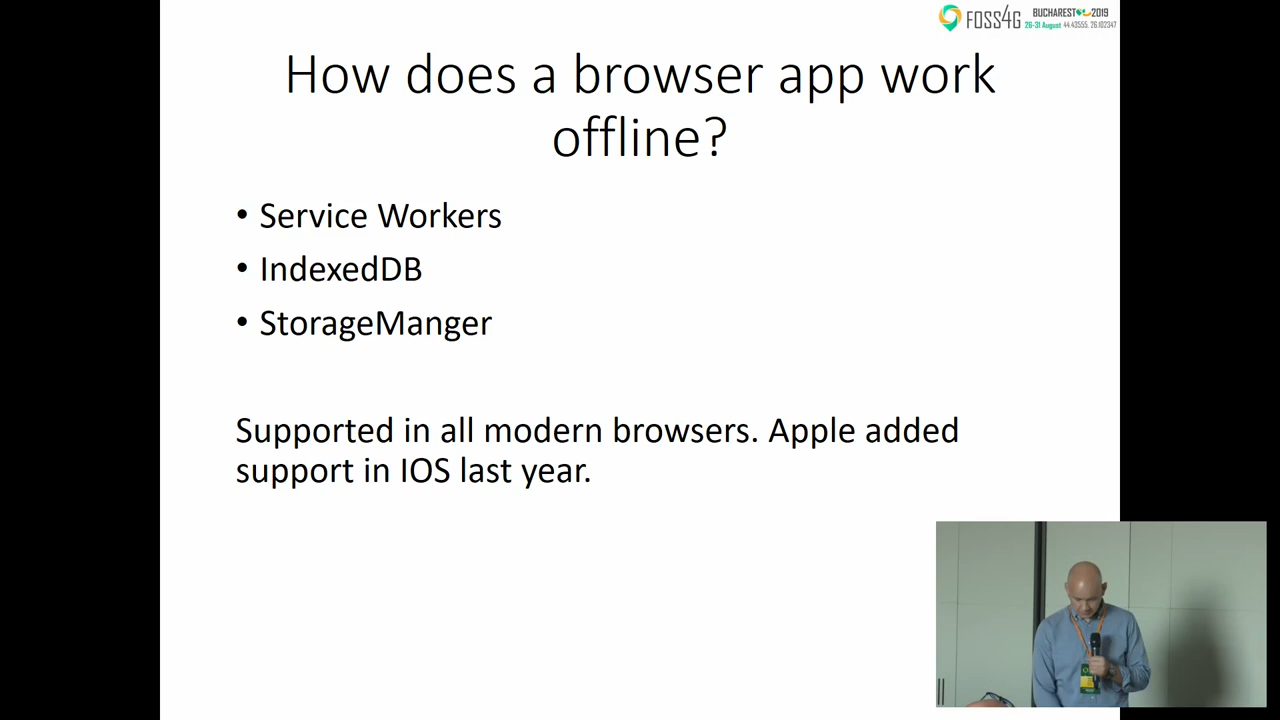 FOSS4G BUCHAREST 2019
26-31 August 44.43555, 26.102347
How does a browser app work
offline?
• Service Workers
• IndexedDB
• StorageManger
Supported in all modern browsers. Apple added
support in IOS last year.